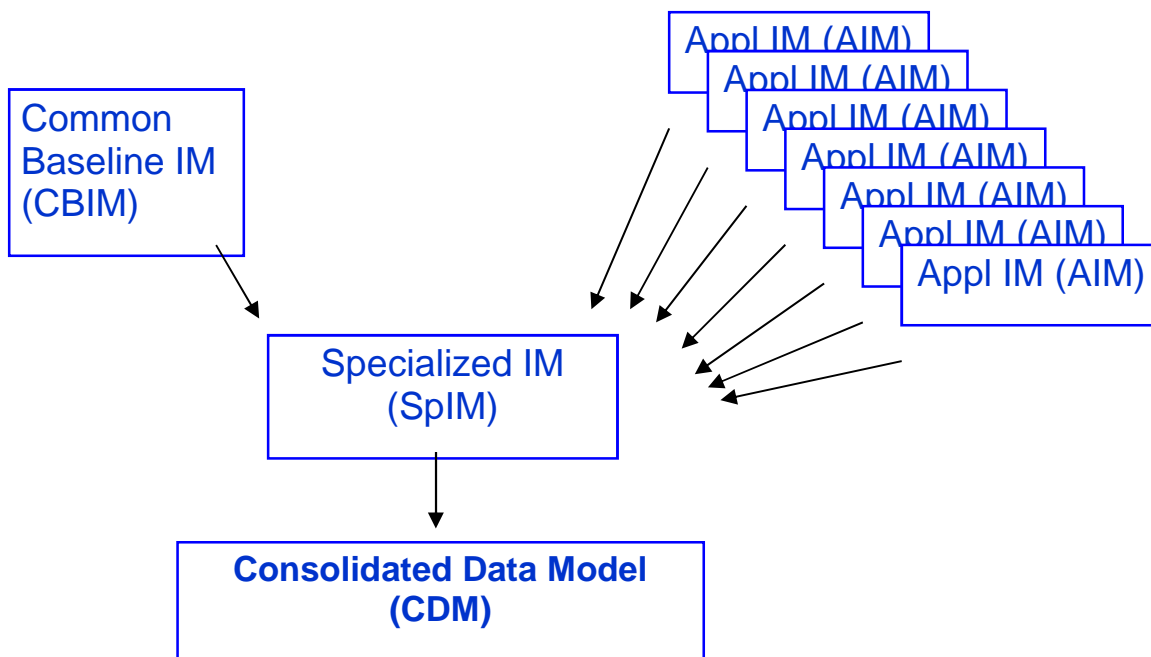 Appl IM (AIM)
Appl IM (AIM)
Appl IM (AIM)
Appl IM (AIM)
Appl IM (AIM)
Appl IM (AIM)
Appl IM (AIM)
Common
Baseline IM
(CBIM)
Specialized IM
(SpIM)
Consolidated Data Model
(CDM)